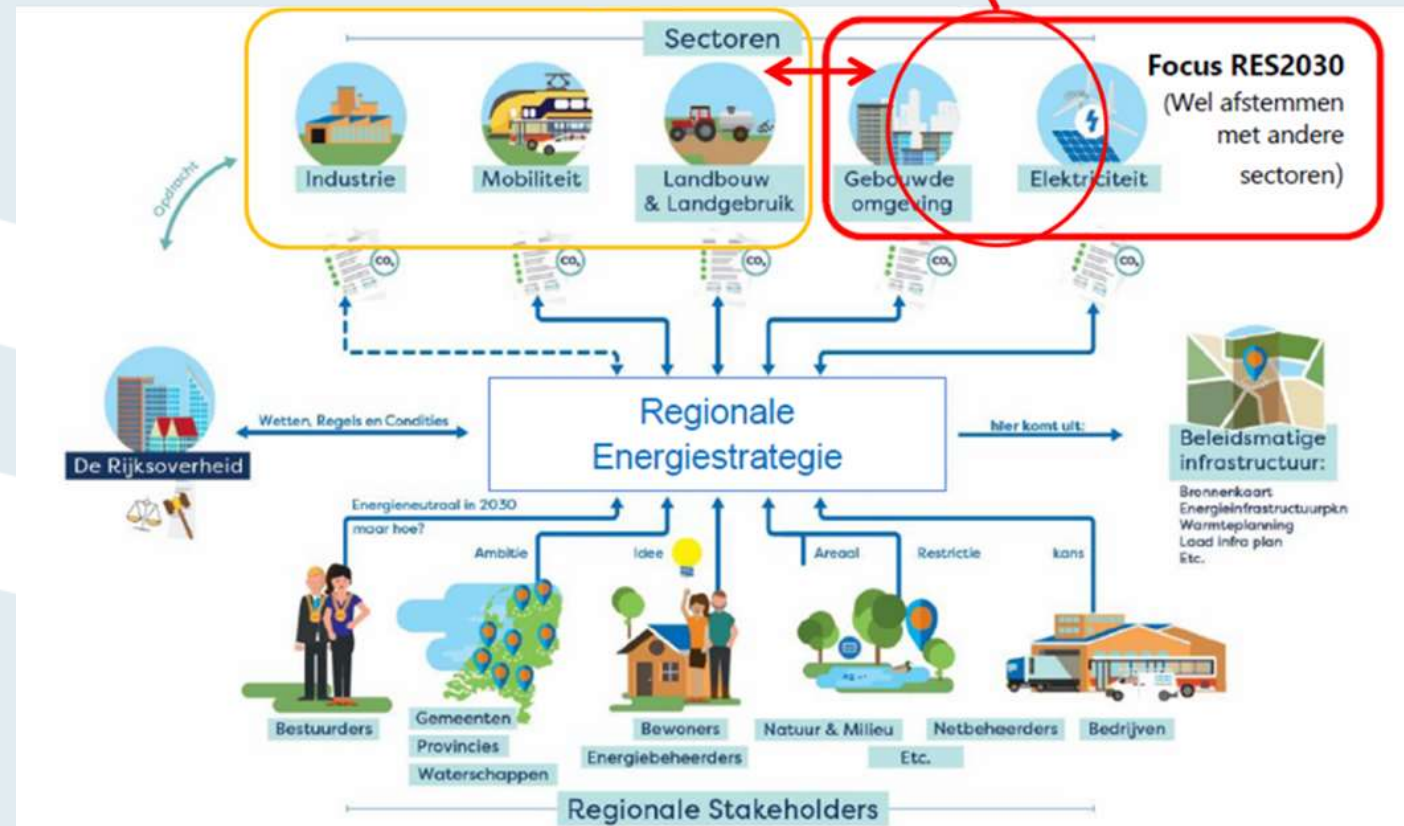 Sectoren
Focus RES2030
(Wel afstemmen
met andere
sectoren)
Industrie
Mobiliteit
Landbouw
& Landgebruik
Gebouwde
omgeving
Elektriciteit
Opdracht
CO₂
CO₂
CO₂
CO₂
CO₂
De Rijksoverheid
Wetten, Regels en Condities
Regionale
Energiestrategie
hier komt uit:
Beleidsmatige
infrastructuur:
Bronnenkaart
Energieinfrastructuurpkn
Warmteplanning
Laad infra plan
Etc.
Energieneutraal in 2030
maar hoe?
Ambitie
Idee
Areaal
Restrictie
kans
Bestuurders
Gemeenten
Provincies
Waterschappen
Bewoners
Energiebeheerders
Natuur & Milieu
Netbeheerders
Etc.
Bedrijven
Regionale Stakeholders